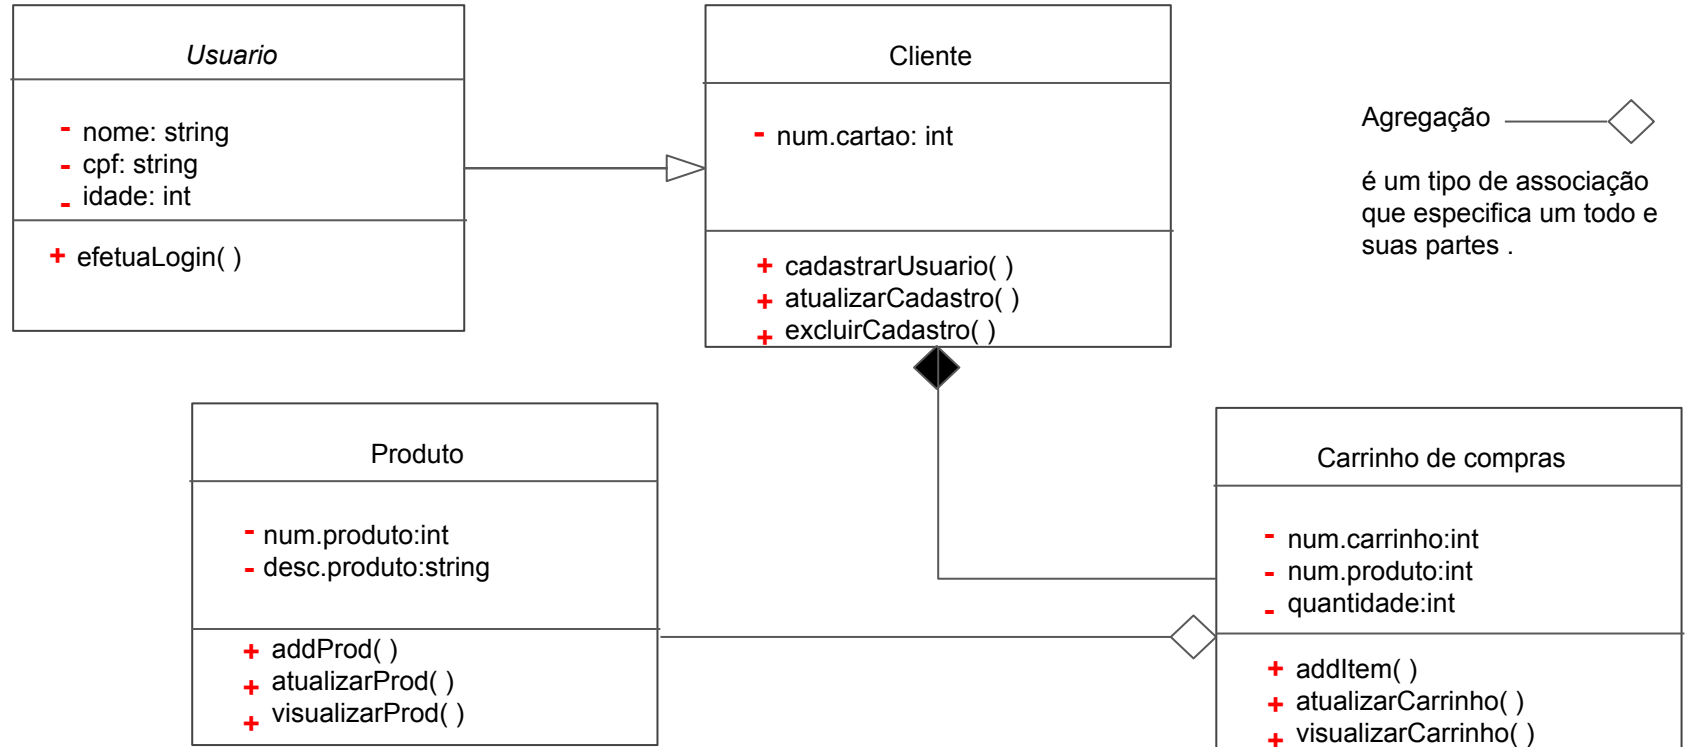 Usuario
- nome: string
- cpf: string
- idade: int
+ efetuaLogin( )
Cliente
- num.cartao: int
+ cadastrarUsuario( )
+ atualizarCadastro( )
+ excluirCadastro( )
Agregação
é um tipo de associação
que especifica um todo e
suas partes .
Produto
- num.produto:int
- desc.produto:string
+ addProd( )
+ atualizarProd( )
+ visualizarProd( )
Carrinho de compras
- num.carrinho:int
- num.produto:int
- quantidade:int
+ addItem( )
+ atualizarCarrinho( )
+ visualizarCarrinho( )